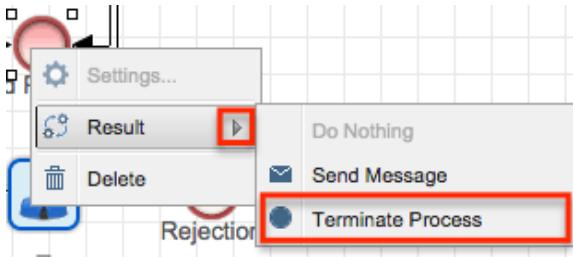 Settings...
Result
Do Nothing
Delete
Send Message
Terminate Process
Rejection